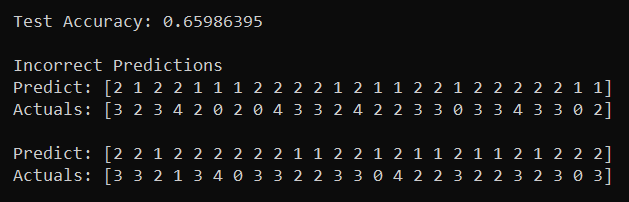 Test Accuracy: 0.65986395
Incorrect Predictions
Predict: [2 1 2 2 1 1 1 2 2 2 2 1 2 1 1 2 2 1 2 2 2 2 2 1 1]
Actuals: [3 2 3 4 2 0 2 0 4 3 3 2 4 2 2 3 3 0 3 3 4 3 3 0 2]
Predict: [2 2 1 2 2 2 2 2 2 1 1 2 2 1 2 1 1 2 1 1 2 1 2 2 2]
Actuals: [3 3 2 1 3 4 0 3 3 2 2 3 3 0 4 2 2 3 2 2 3 2 3 0 3]